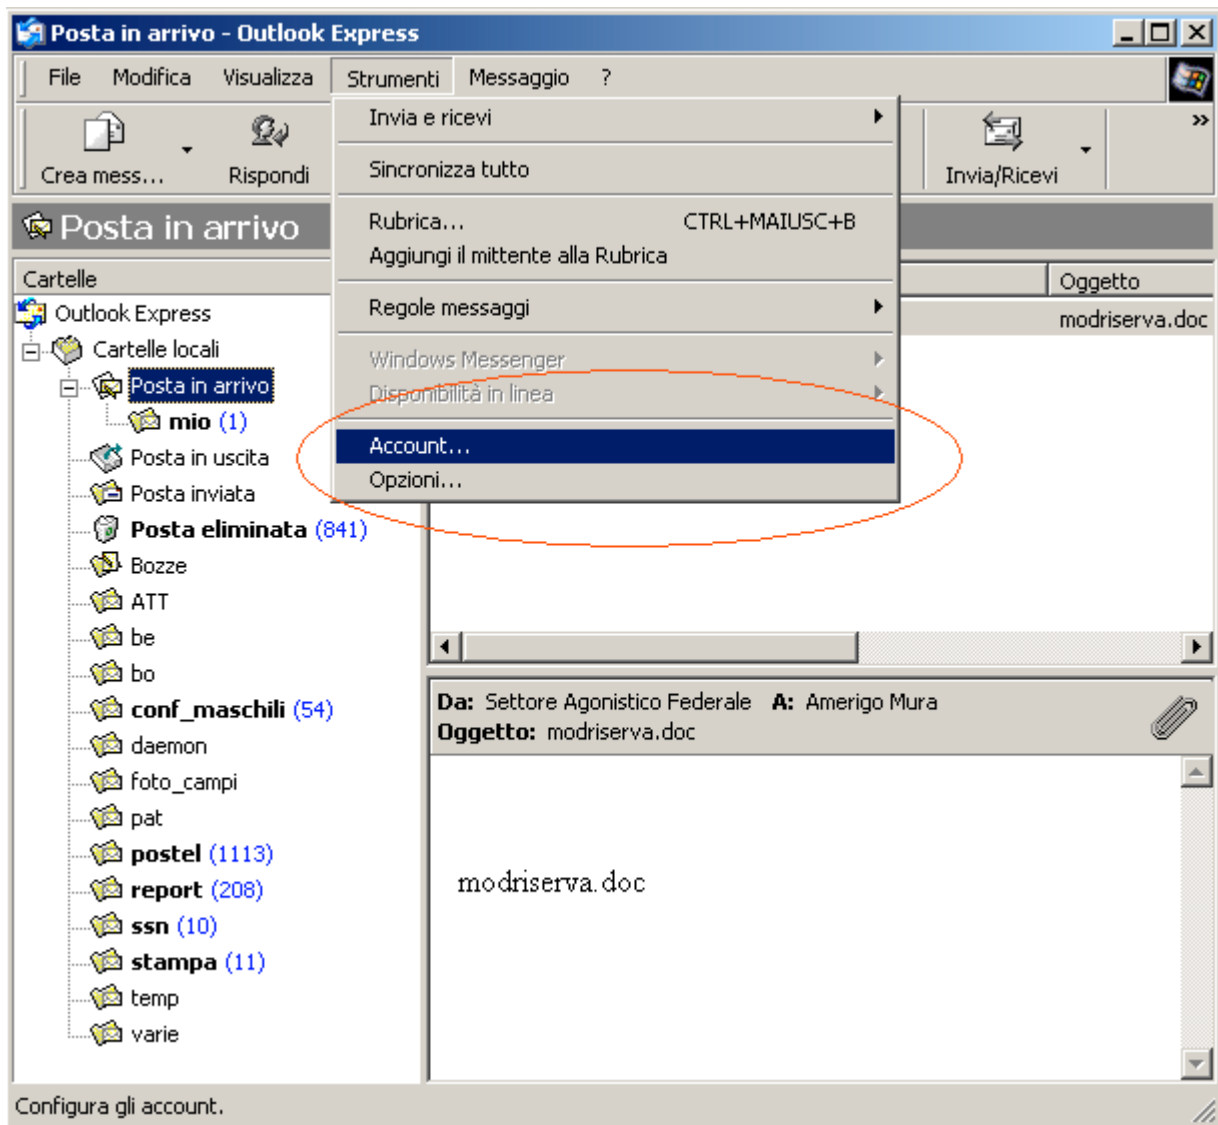 Posta in arrivo - Outlook Express
File Modifica Visualizza Strumenti Messaggio ?
Crea mess... Rispondi Invia/Ricevi »
Posta in arrivo
Invia e ricevi
Sincronizza tutto
Rubrica... CTRL+MAIUSC+B
Aggiungi il mittente alla Rubrica
Regole messaggi
Windows Messenger
Disponibilità in linea
Account...
Opzioni...
Cartelle
Outlook Express
Cartelle locali
Posta in arrivo
mio (1)
Posta in uscita
Posta inviata
Posta eliminata (841)
Bozze
ATT
be
bo
conf_maschili (54)
daemon
foto_campi
pat
postel (1113)
report (208)
ssn (10)
stampa (11)
temp
varie
Oggetto
modriserva.doc
Da: Settore Agonistico Federale A: Amerigo Mura
Oggetto: modriserva.doc
modriserva.doc
Configura gli account.